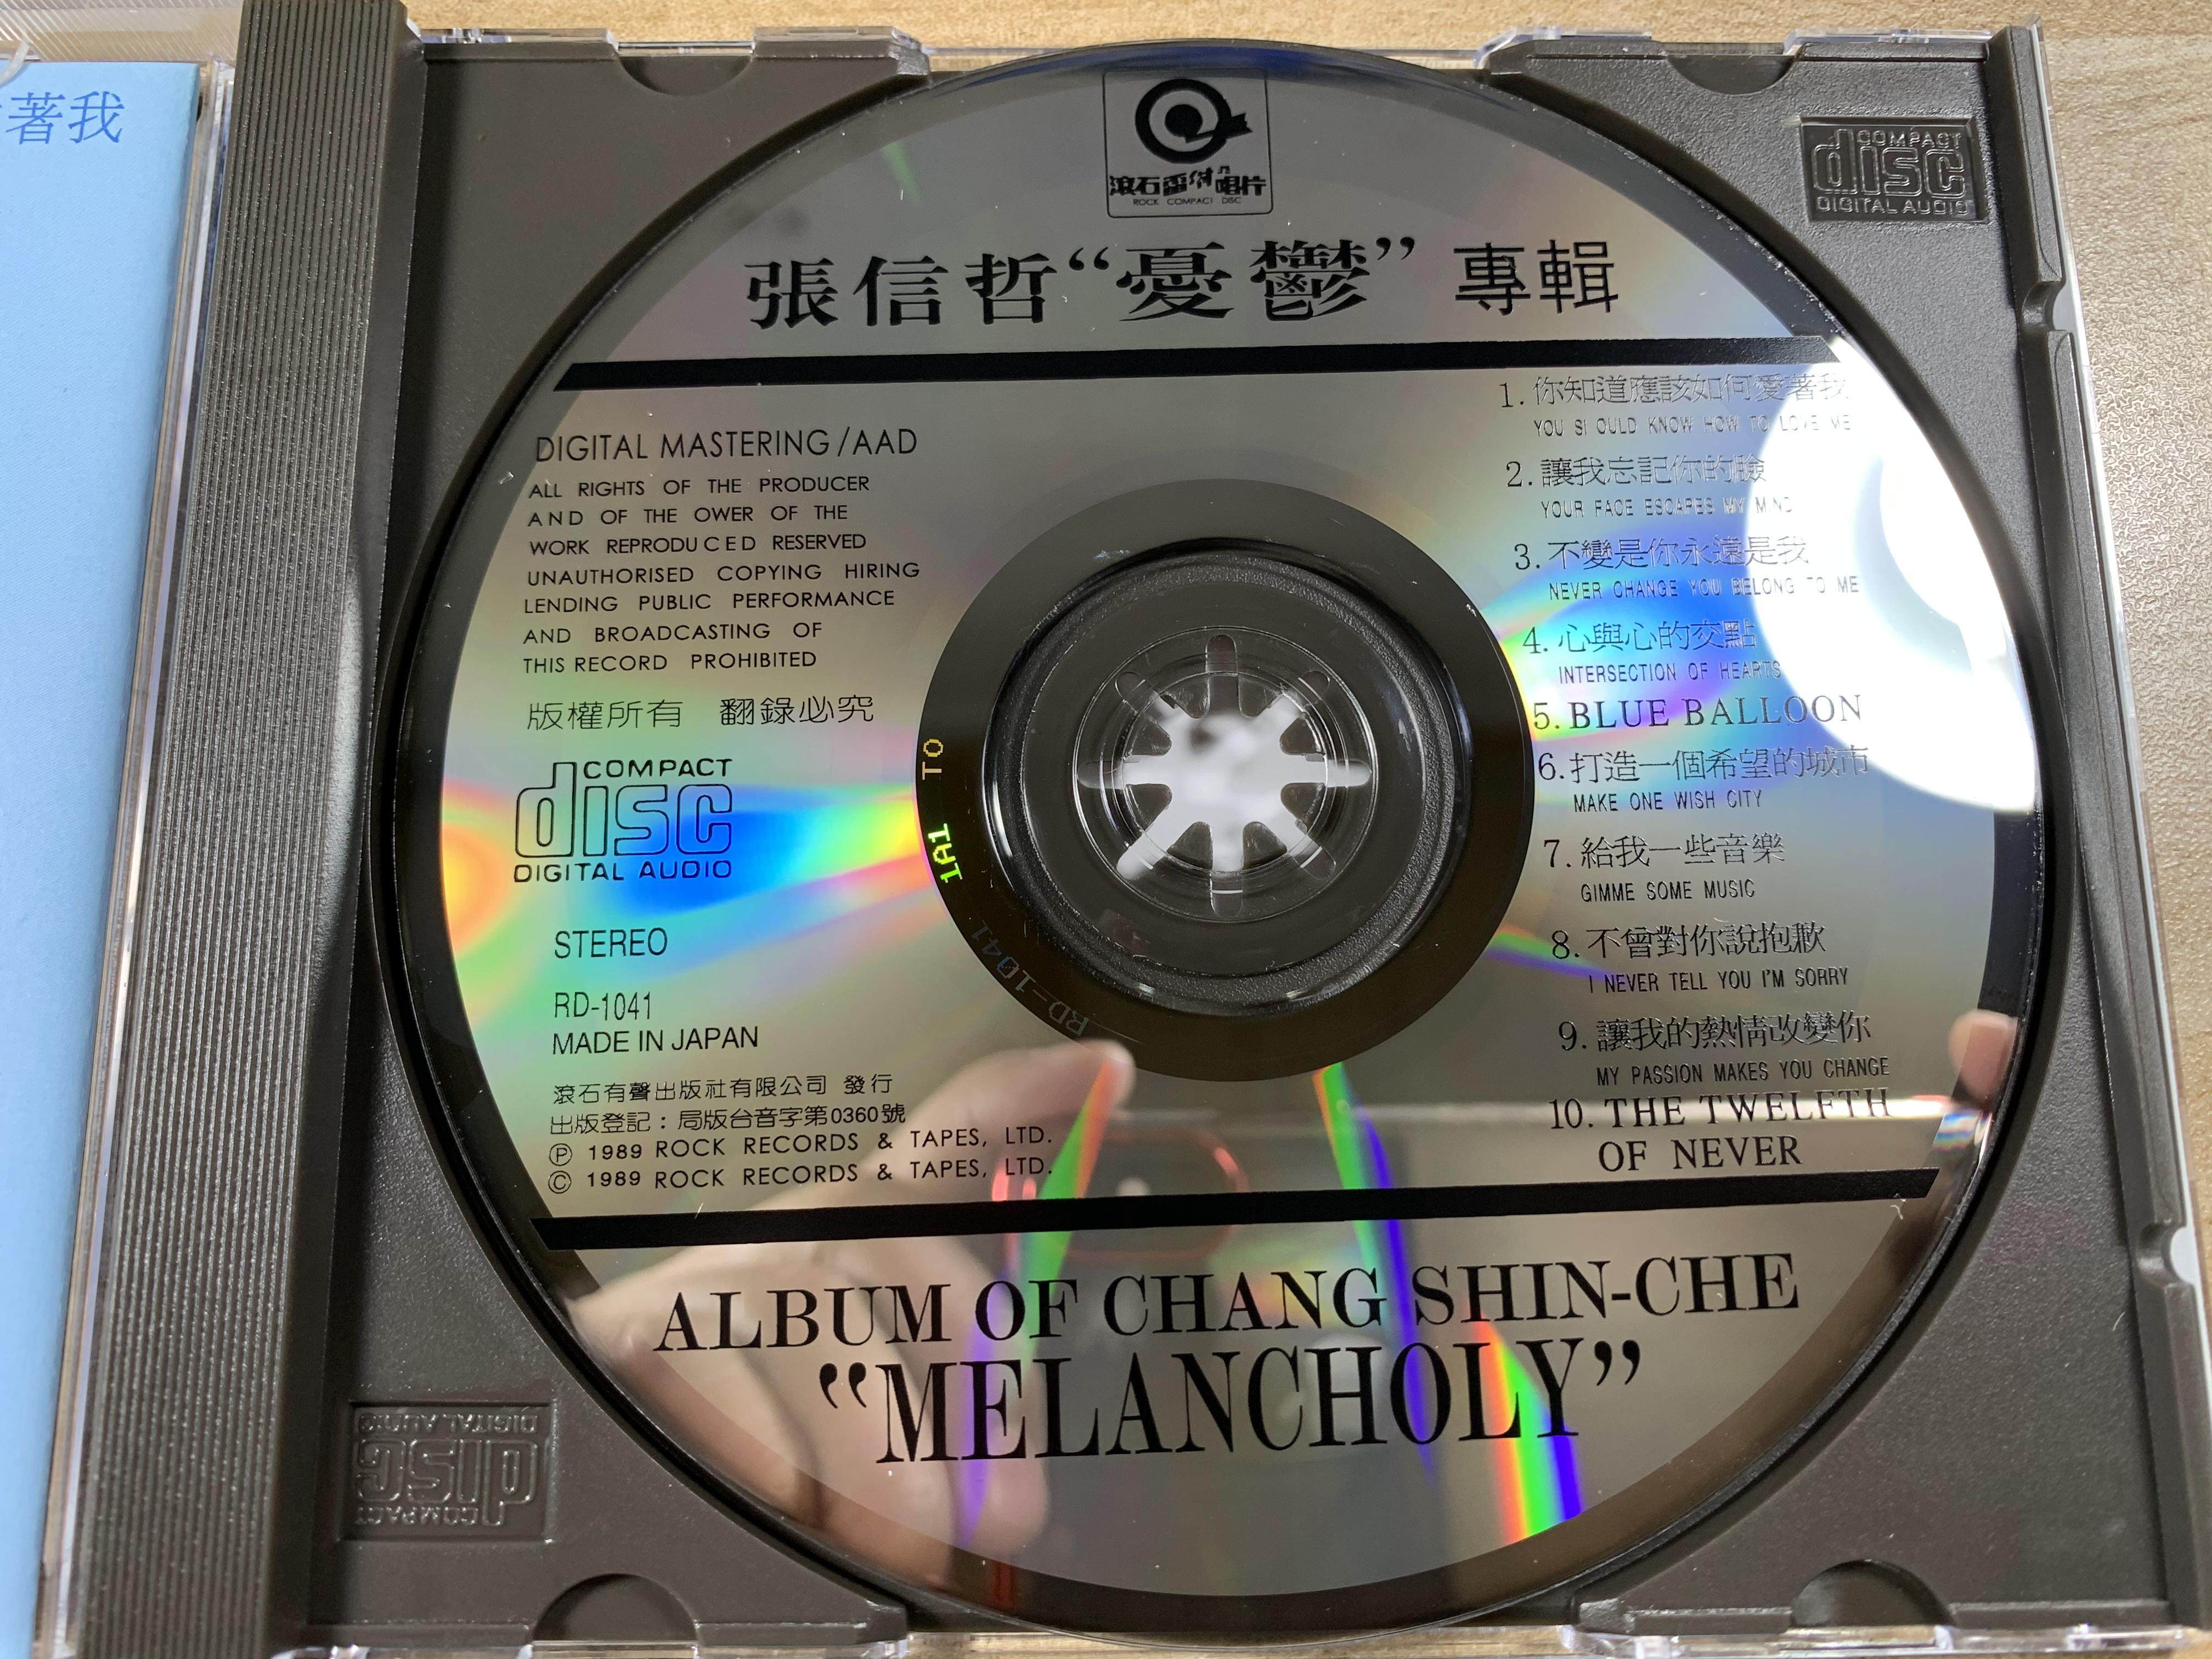 著我
COMPACT
disc
DIGITAL AUDIO
滾石雷射唱片
ROCK COMPACT DISC
張信哲“憂鬱”專輯
DIGITAL MASTERING/AAD
ALL RIGHTS OF THE PRODUCER
AND OF THE OWER OF THE
WORK REPRODUCED RESERVED
UNAUTHORISED COPYING HIRING
LENDING PUBLIC PERFORMANCE
AND BROADCASTING OF
THIS RECORD PROHIBITED
版權所有 翻錄必究
COMPACT
disc
DIGITAL AUDIO
STEREO
RD-1041
MADE IN JAPAN
滾石有聲出版社有限公司 發行
出版登記：局版台音字第0360號
Ⓟ 1989 ROCK RECORDS & TAPES, LTD.
© 1989 ROCK RECORDS & TAPES, LTD.
RD-1041 1A1 TO
1. 你知道應該如何愛著我
YOU SHOULD KNOW HOW TO LOVE ME
2. 讓我忘記你的臉
YOUR FACE ESCAPES MY MIND
3. 不變是你永遠是我
NEVER CHANGE YOU BELONG TO ME
4. 心與心的交點
INTERSECTION OF HEARTS
5. BLUE BALLOON
6. 打造一個希望的城市
MAKE ONE WISH CITY
7. 給我一些音樂
GIMME SOME MUSIC
8. 不曾對你說抱歉
I NEVER TELL YOU I'M SORRY
9. 讓我的熱情改變你
MY PASSION MAKES YOU CHANGE
10. THE TWELFTH
OF NEVER
ALBUM OF CHANG SHIN-CHE
“MELANCHOLY”
COMPACT
disc
DIGITAL AUDIO